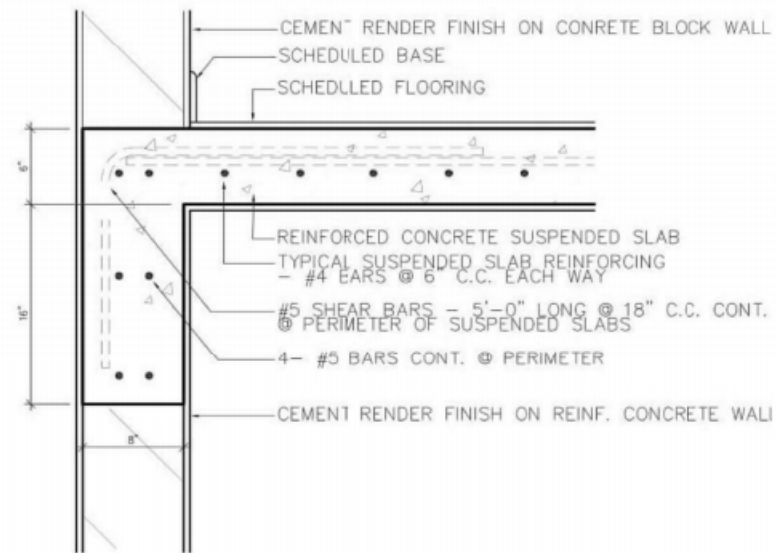 CEMENT RENDER FINISH ON CONRETE BLOCK WALL
SCHEDULED BASE
SCHEDULED FLOORING
6"
REINFORCED CONCRETE SUSPENDED SLAB
TYPICAL SUSPENDED SLAB REINFORCING
- #4 BARS @ 6" C.C. EACH WAY
#5 SHEAR BARS - 5'-0" LONG @ 18" C.C. CONT.
@ PERIMETER OF SUSPENDED SLABS
16"
4- #5 BARS CONT. @ PERIMETER
CEMENT RENDER FINISH ON REINF. CONCRETE WALL
8"